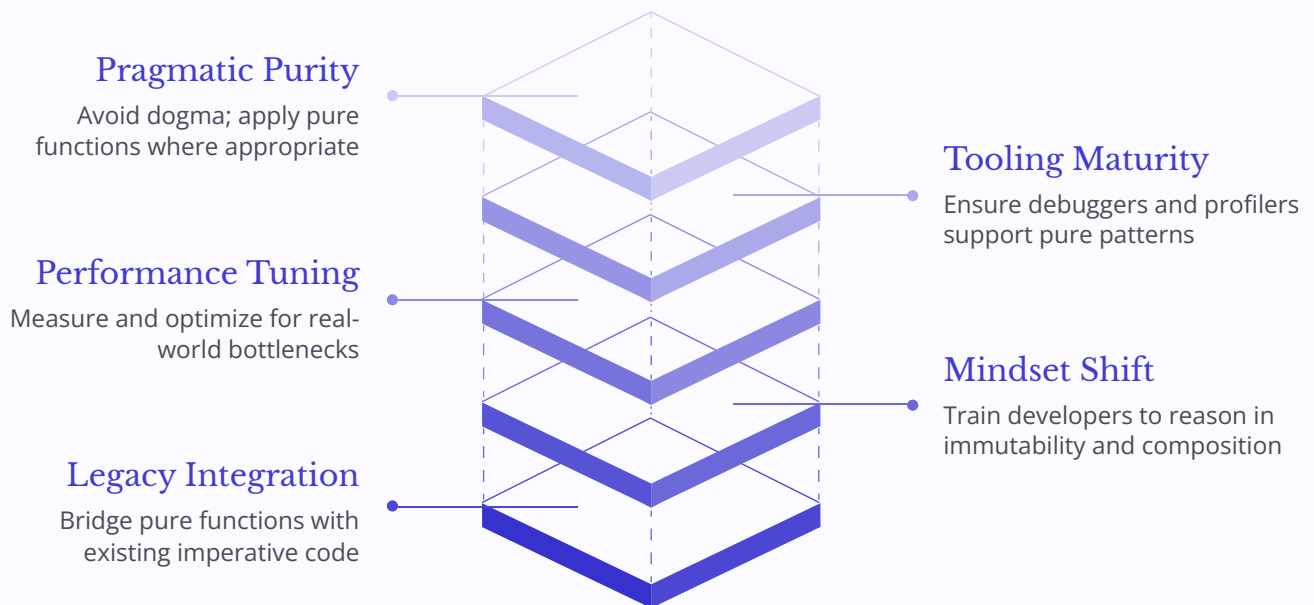 Pragmatic Purity
Avoid dogma; apply pure
functions where appropriate
Tooling Maturity
Ensure debuggers and profilers
support pure patterns
Performance Tuning
Measure and optimize for real-
world bottlenecks
Mindset Shift
Train developers to reason in
immutability and composition
Legacy Integration
Bridge pure functions with
existing imperative code